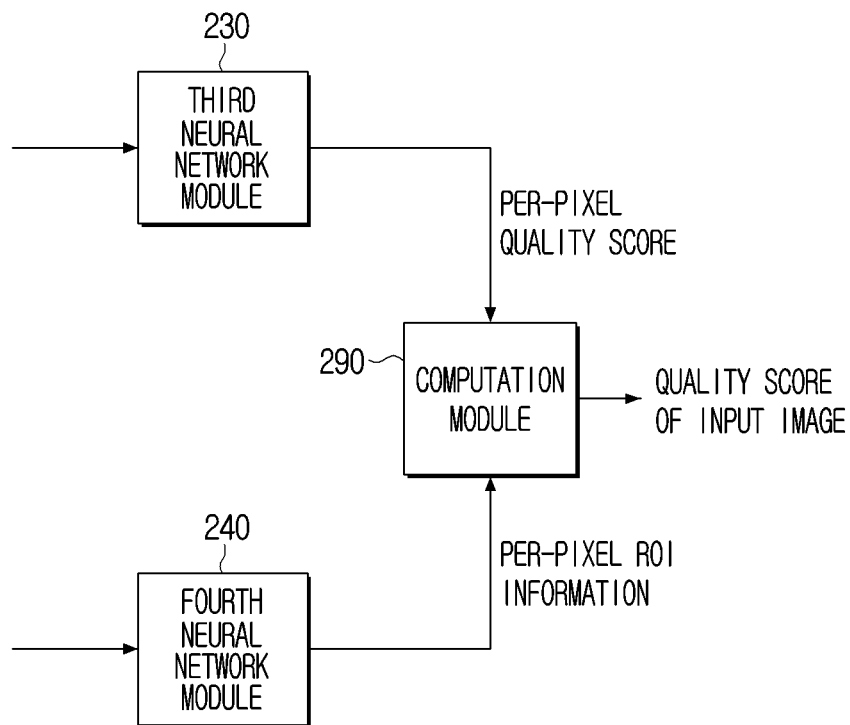 230
THIRD
NEURAL
NETWORK
MODULE
PER-PIXEL
QUALITY SCORE
290
COMPUTATION
MODULE
QUALITY SCORE
OF INPUT IMAGE
240
FOURTH
NEURAL
NETWORK
MODULE
PER-PIXEL ROI
INFORMATION